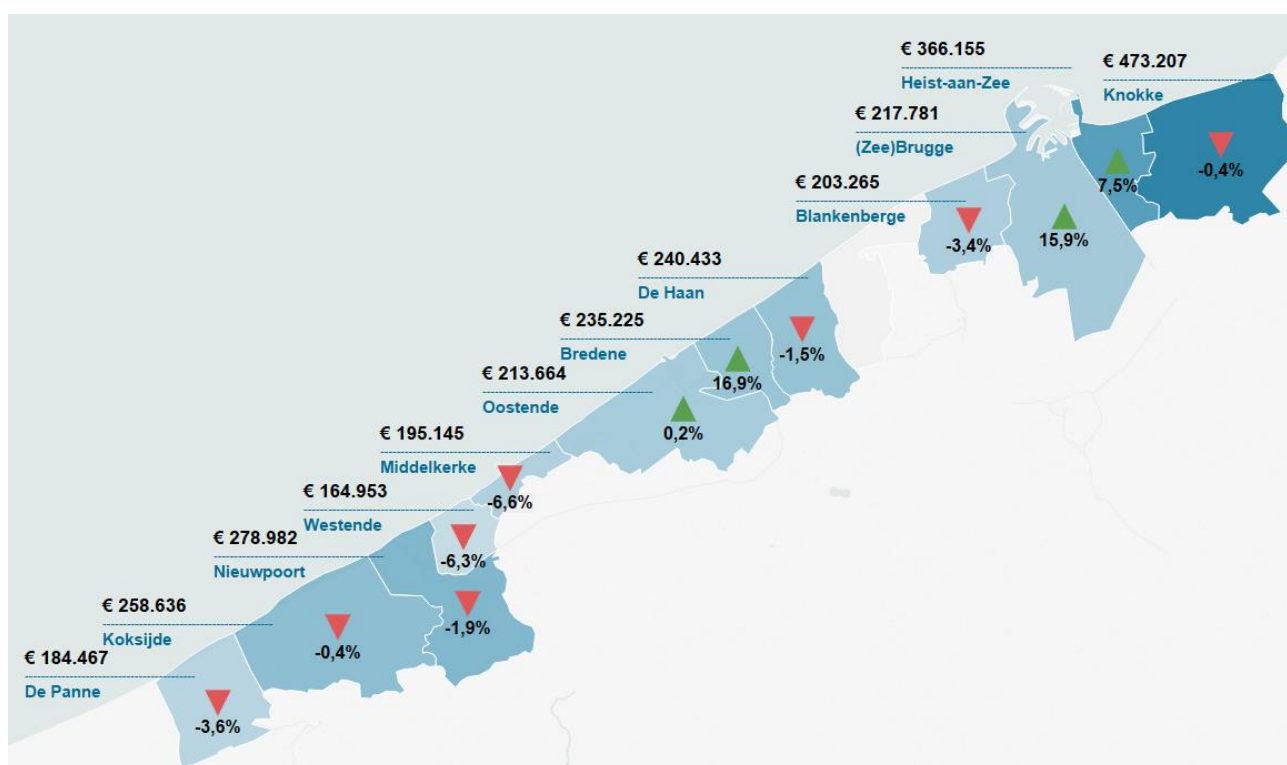 € 366.155
Heist-aan-Zee
€ 473.207
Knokke
€ 217.781
(Zee)Brugge
-0,4%
7,5%
€ 203.265
Blankenberge
-3,4%
15,9%
€ 240.433
De Haan
€ 235.225
Bredene
-1,5%
€ 213.664
Oostende
16,9%
0,2%
€ 195.145
Middelkerke
-6,6%
€ 164.953
Westende
-6,3%
€ 278.982
Nieuwpoort
-1,9%
€ 258.636
Koksijde
-0,4%
€ 184.467
De Panne
-3,6%